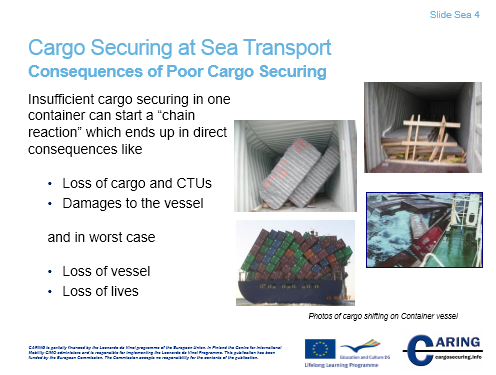 Slide Sea 4
Cargo Securing at Sea Transport
Consequences of Poor Cargo Securing
Insufficient cargo securing in one
container can start a “chain
reaction” which ends up in direct
consequences like
• Loss of cargo and CTUs
• Damages to the vessel
and in worst case
• Loss of vessel
• Loss of lives
Photos of cargo shifting on Container vessel
CARING is partially financed by the Leonardo da Vinci programme of the European Union. In Finland the Centre for International
Mobility CIMO administers and is responsible for implementing the Leonardo da Vinci Programme. This publication has been
funded by the European Commission. The Commission accepts no responsibility for the contents of the publication.
Education and Culture DG
Lifelong Learning Programme
CARING
cargosecuring.info